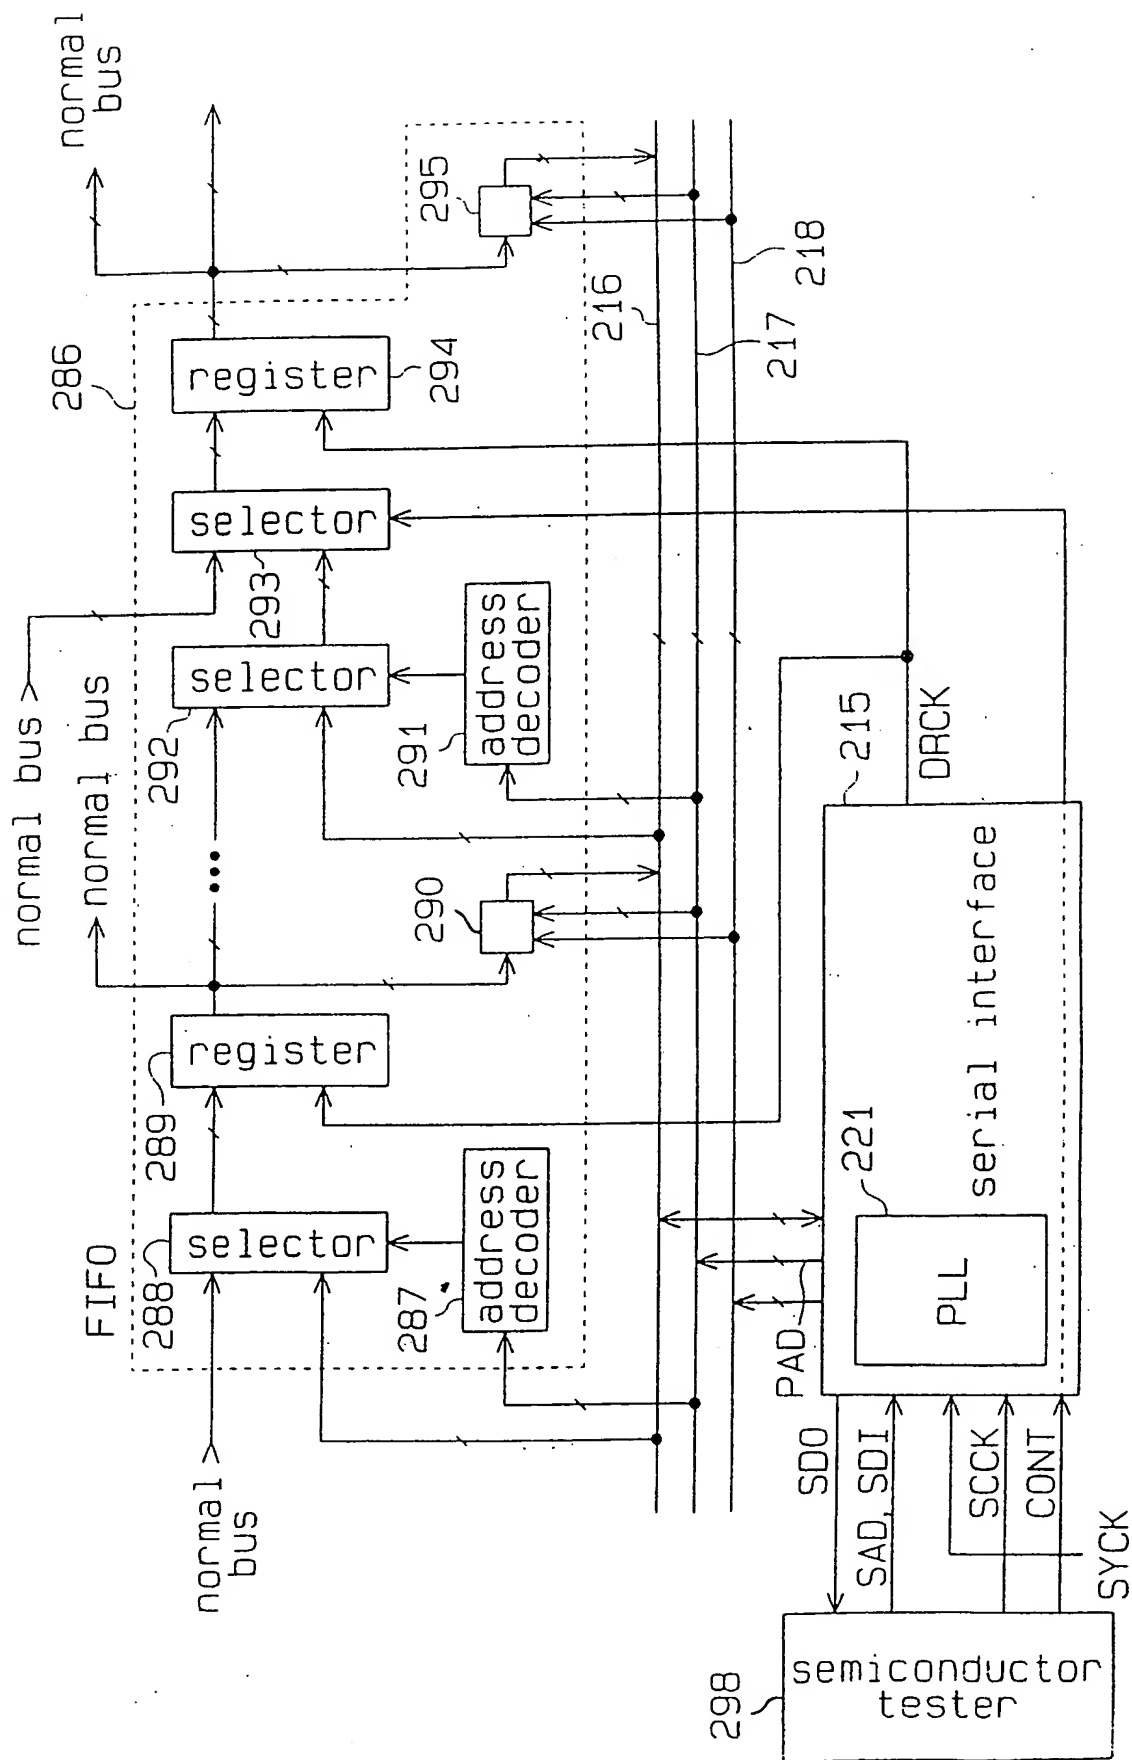 normal bus
normal
bus
normal bus
286
register
294
295
216
217
218
selector
293
selector
292
address
decoder
291
290
register
289
FIFO
selector
288
address
decoder
287
normal
bus
215
DRCK
serial interface
221
PLL
PAD
SDO
SAD, SDI
SCCK
CONT
SYCK
298
semiconductor
tester